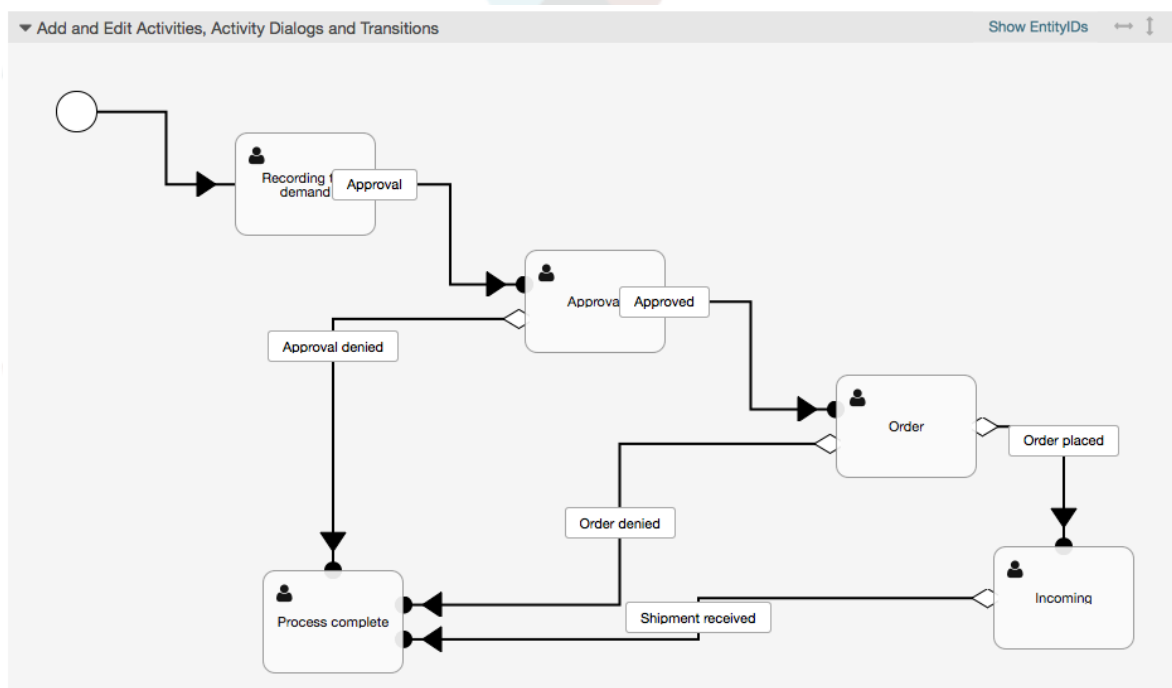 Add and Edit Activities, Activity Dialogs and Transitions
Show EntityIDs
Recording
demand
Approval
Approved
Approval denied
Order
Order placed
Order denied
Incoming
Process complete
Shipment received